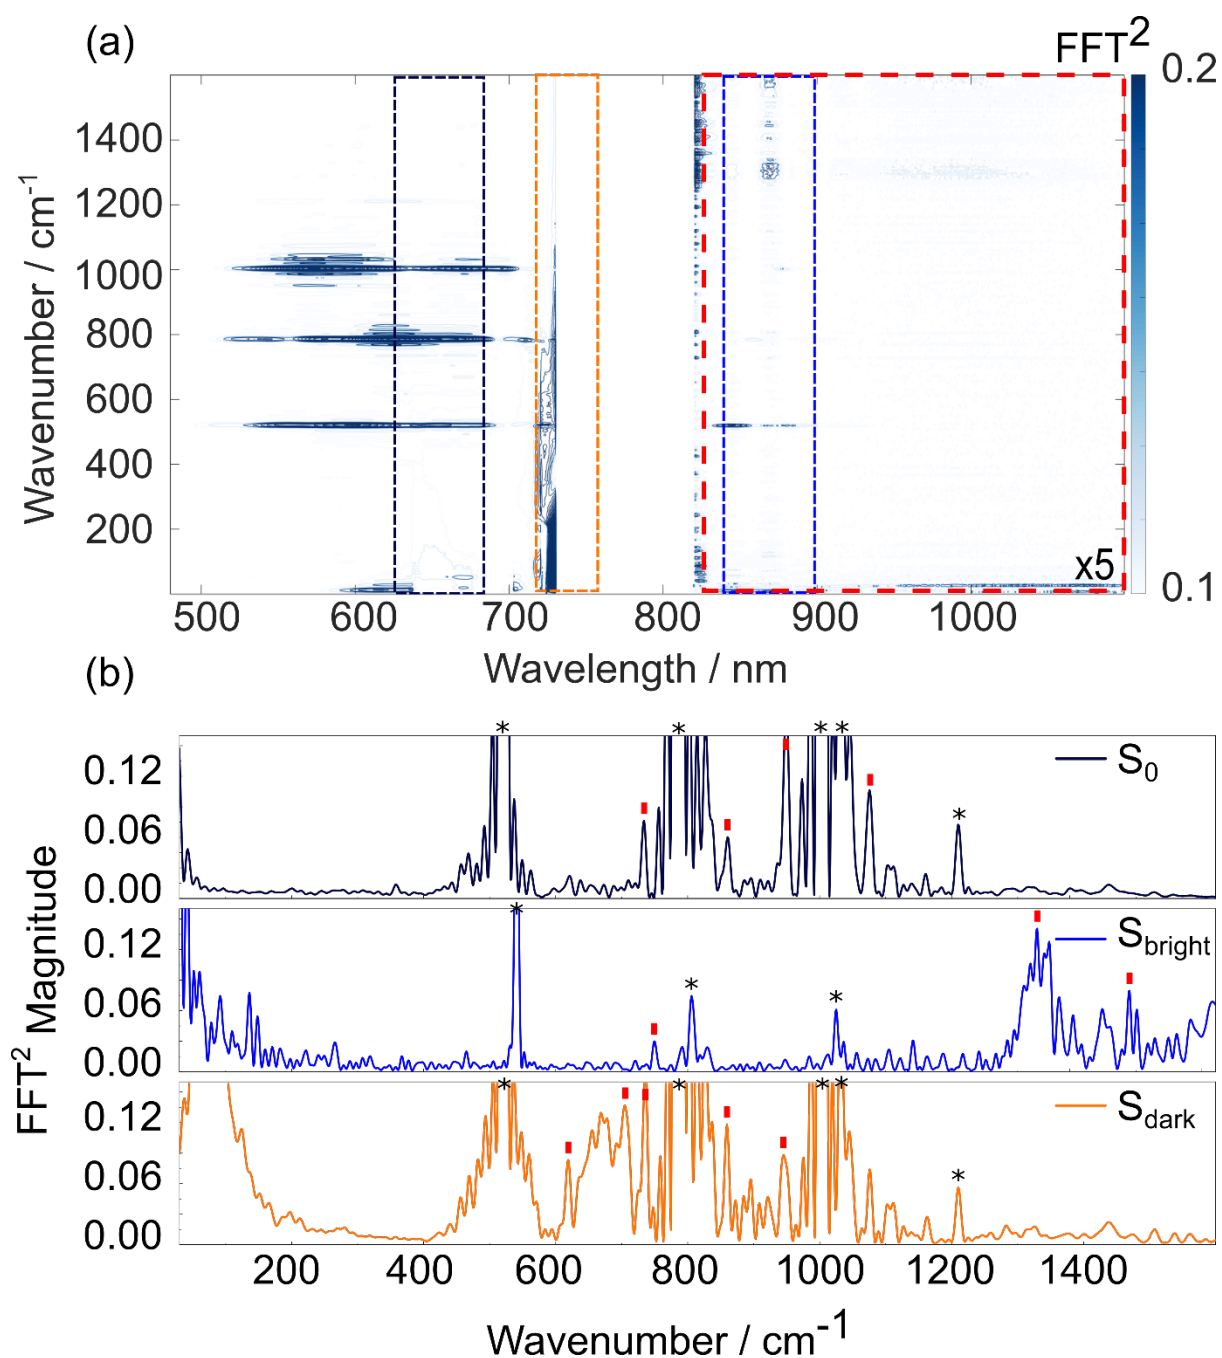 (a)
FFT²
0.2
0.1
1400
1200
1000
800
600
400
200
Wavenumber / cm⁻¹
x5
500 600 700 800 900 1000
Wavelength / nm
(b)
* * * *
0.12
0.06
0.00
*
S₀
*
0.12
0.06
0.00
* *
S_bright
* * * *
0.12
0.06
0.00
*
S_dark
FFT² Magnitude
200 400 600 800 1000 1200 1400
Wavenumber / cm⁻¹